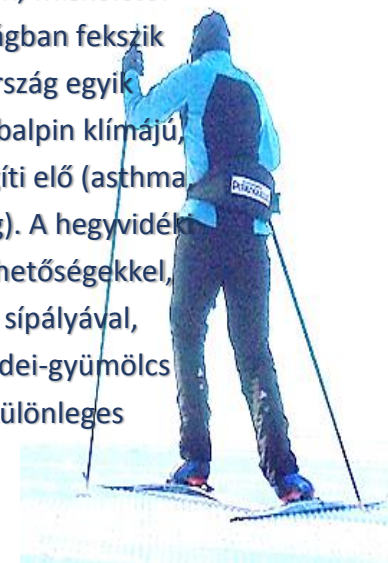 ágban fekszik
rszág egyik
balpin klímájú,
íti elő (asthma,
g). A hegyvidéki
hetőségekkel,
sípályával,
dei-gyümölcs
ülönleges